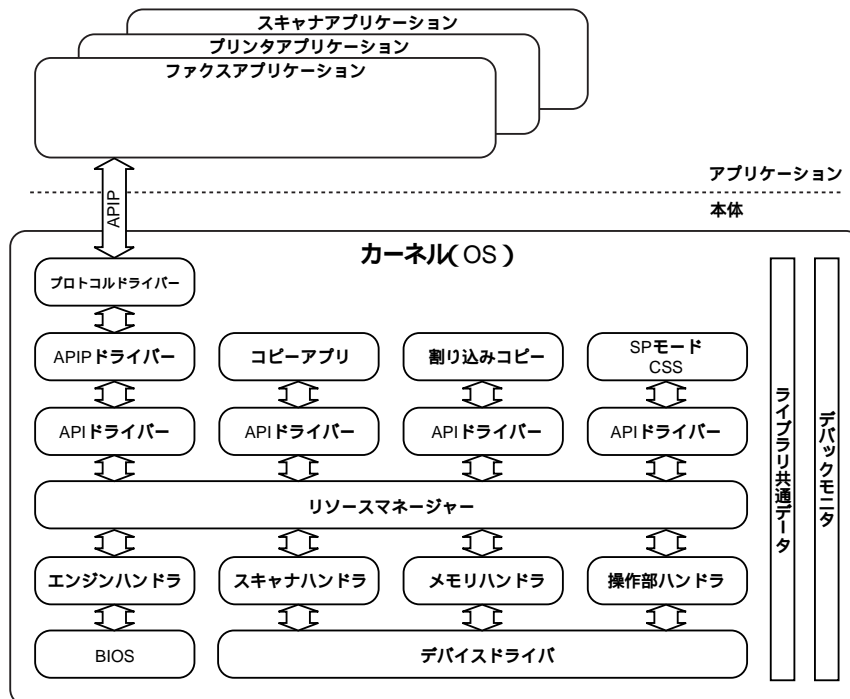 スキャナアプリケーション
プリンタアプリケーション
ファクスアプリケーション
アプリケーション
APIP
本体
カーネル(OS)
プロトコルドライバー
APIPドライバー
コピーアプリ
割り込みコピー
SPモード
CSS
APIドライバー
APIドライバー
APIドライバー
APIドライバー
リソースマネージャー
エンジンハンドラ
スキャナハンドラ
メモリハンドラ
操作部ハンドラ
BIOS
デバイスドライバ
ライブラリ共通データ
デバックモニタ